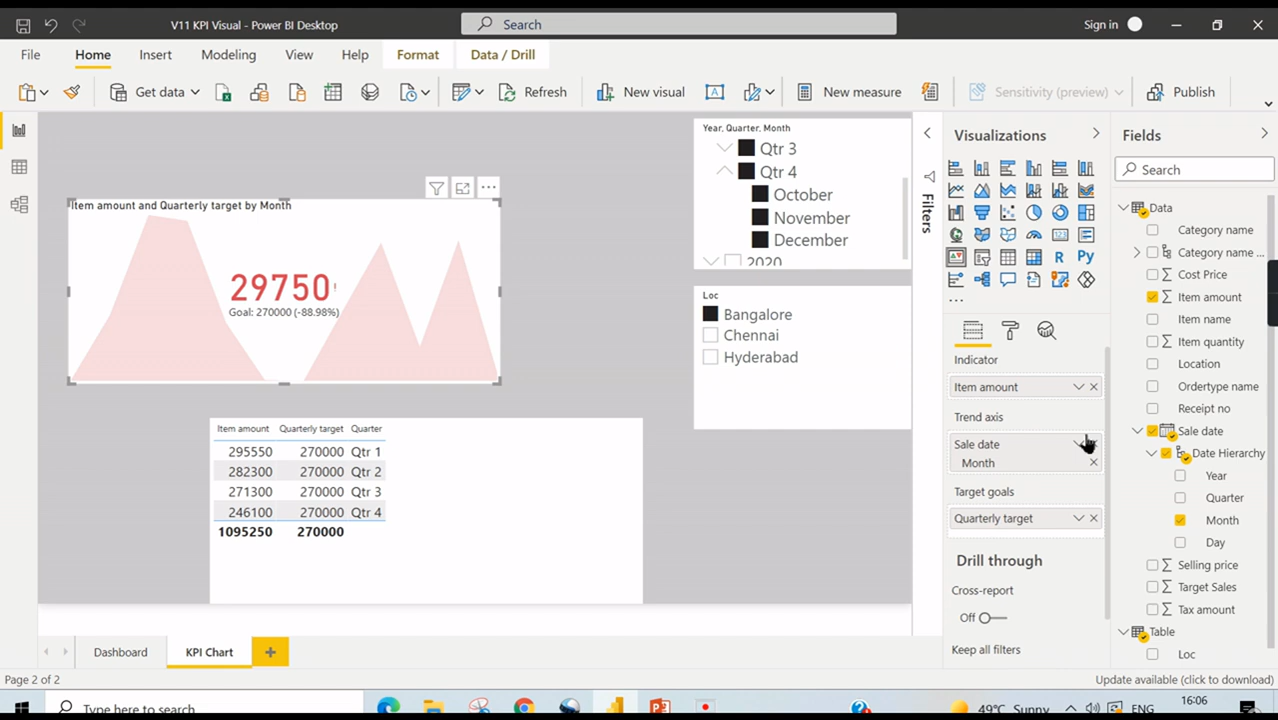 V11 KPI Visual - Power BI Desktop
Search
Sign in
File Home Insert Modeling View Help Format Data / Drill
Get data Refresh New visual New measure Sensitivity (preview) Publish
Item amount and Quarterly target by Month
29750!
Goal: 270000 (-88.98%)
Item amount Quarterly target Quarter
295550 270000 Qtr 1
282300 270000 Qtr 2
271300 270000 Qtr 3
246100 270000 Qtr 4
1095250 270000
Year, Quarter, Month
Qtr 3
Qtr 4
October
November
December
2020
Loc
Bangalore
Chennai
Hyderabad
Filters
Visualizations
R Py
Indicator
Item amount
Trend axis
Sale date
Month
Target goals
Quarterly target
Drill through
Cross-report
Off
Keep all filters
Fields
Search
Data
Category name
Category name ...
Cost Price
Item amount
Item name
Item quantity
Location
Ordertype name
Receipt no
Sale date
Date Hierarchy
Year
Quarter
Month
Day
Selling price
Target Sales
Tax amount
Table
Loc
Dashboard KPI Chart
Page 2 of 2
Update available (click to download)
Type here to search
49°C Sunny
ENG
16:06